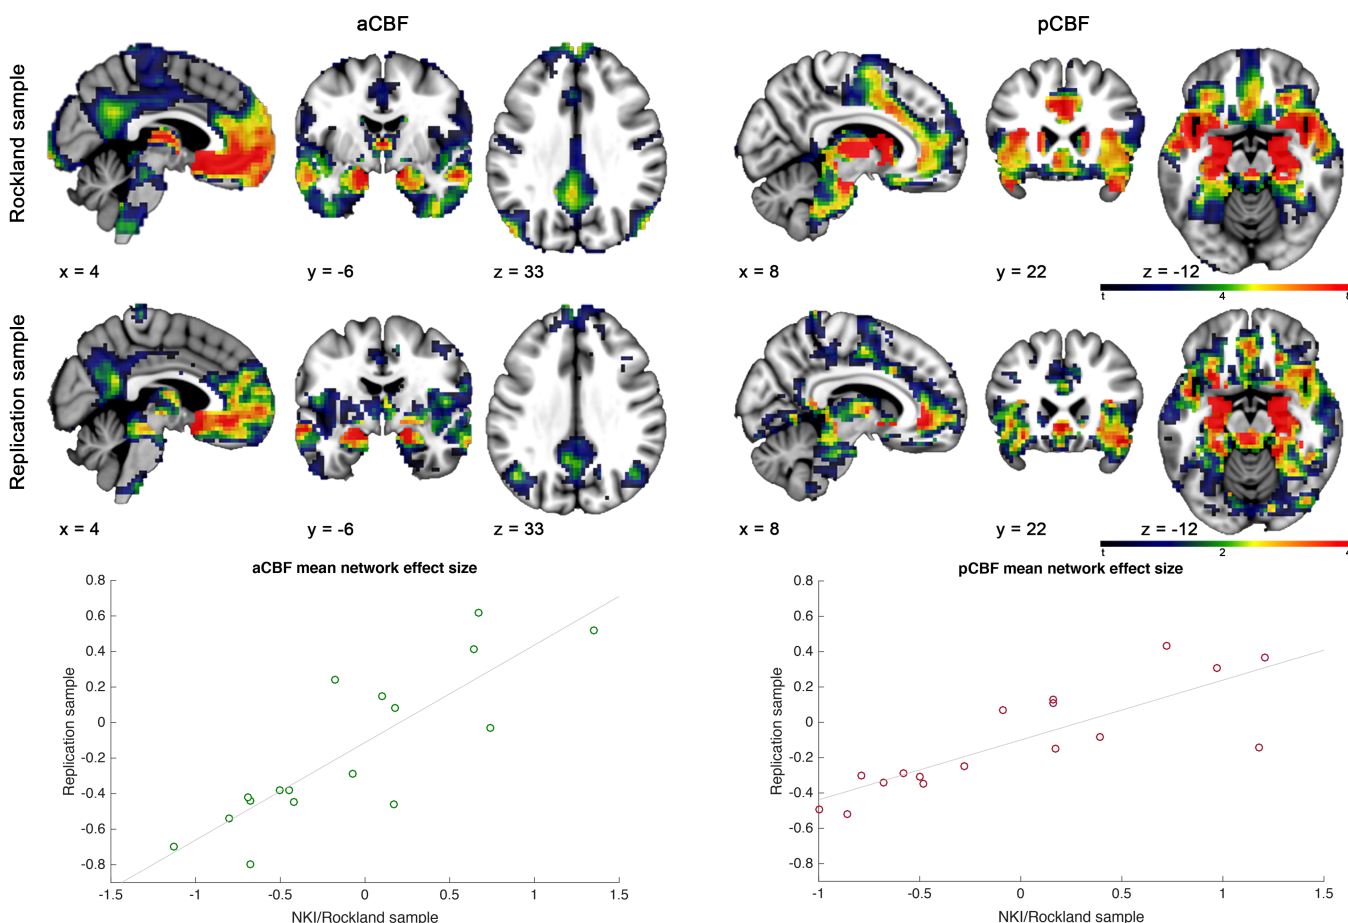 aCBF
pCBF
Rockland sample
x = 4
y = -6
z = 33
x = 8
y = 22
z = -12
t
4
8
Replication sample
x = 4
y = -6
z = 33
x = 8
y = 22
z = -12
t
2
4
aCBF mean network effect size
0.8
0.6
0.4
0.2
0
-0.2
-0.4
-0.6
-0.8
Replication sample
-1.5
-1
-0.5
0
0.5
1
1.5
NKI/Rockland sample
pCBF mean network effect size
0.8
0.6
0.4
0.2
0
-0.2
-0.4
-0.6
-0.8
Replication sample
-1
-0.5
0
0.5
1
1.5
NKI/Rockland sample